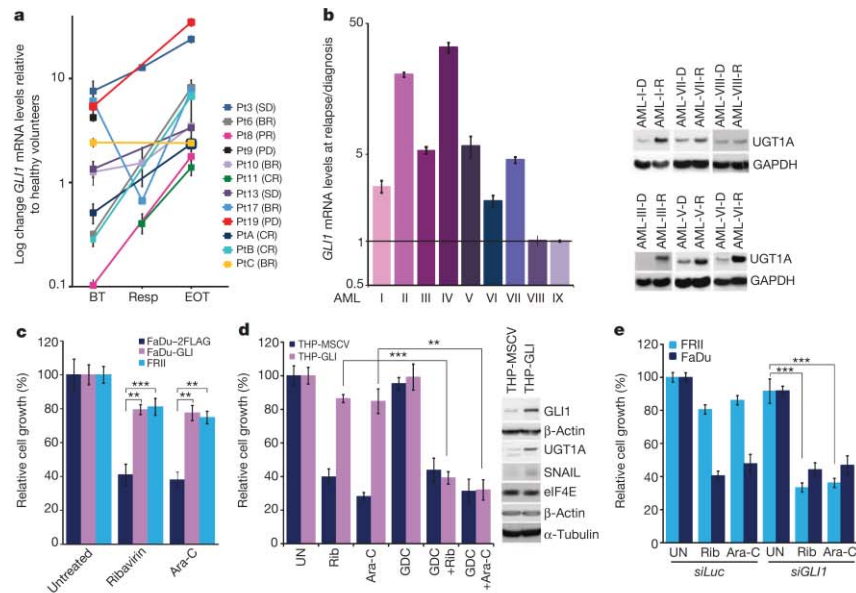 a
Log change GLI1 mRNA levels relative
to healthy volunteers
10
1
0.1
BT
Resp
EOT
Pt3 (SD)
Pt6 (BR)
Pt8 (PR)
Pt9 (PD)
Pt10 (BR)
Pt11 (CR)
Pt13 (SD)
Pt17 (BR)
Pt19 (PD)
PtA (CR)
PtB (CR)
PtC (BR)
b
GLI1 mRNA levels at relapse/diagnosis
50
5
1
0.5
AML I II III IV V VI VII VIII IX
AML-I-D
AML-I-R
AML-VII-D
AML-VII-R
AML-VIII-D
AML-VIII-R
UGT1A
GAPDH
AML-III-D
AML-III-R
AML-V-D
AML-V-R
AML-VI-D
AML-VI-R
UGT1A
GAPDH
c
Relative cell growth (%)
120
100
80
60
40
20
0
FaDu–2FLAG
FaDu-GLI
FRII
***
**
**
**
Untreated
Ribavirin
Ara-C
d
Relative cell growth (%)
120
100
80
60
40
20
0
THP-MSCV
THP-GLI
**
***
UN
Rib
Ara-C
GDC
GDC
+Rib
GDC
+Ara-C
THP-MSCV
THP-GLI
GLI1
β-Actin
UGT1A
SNAIL
eIF4E
β-Actin
α-Tubulin
e
Relative cell growth (%)
120
100
80
60
40
20
0
FRII
FaDu
***
***
UN Rib Ara-C UN Rib Ara-C
siLuc siGLI1